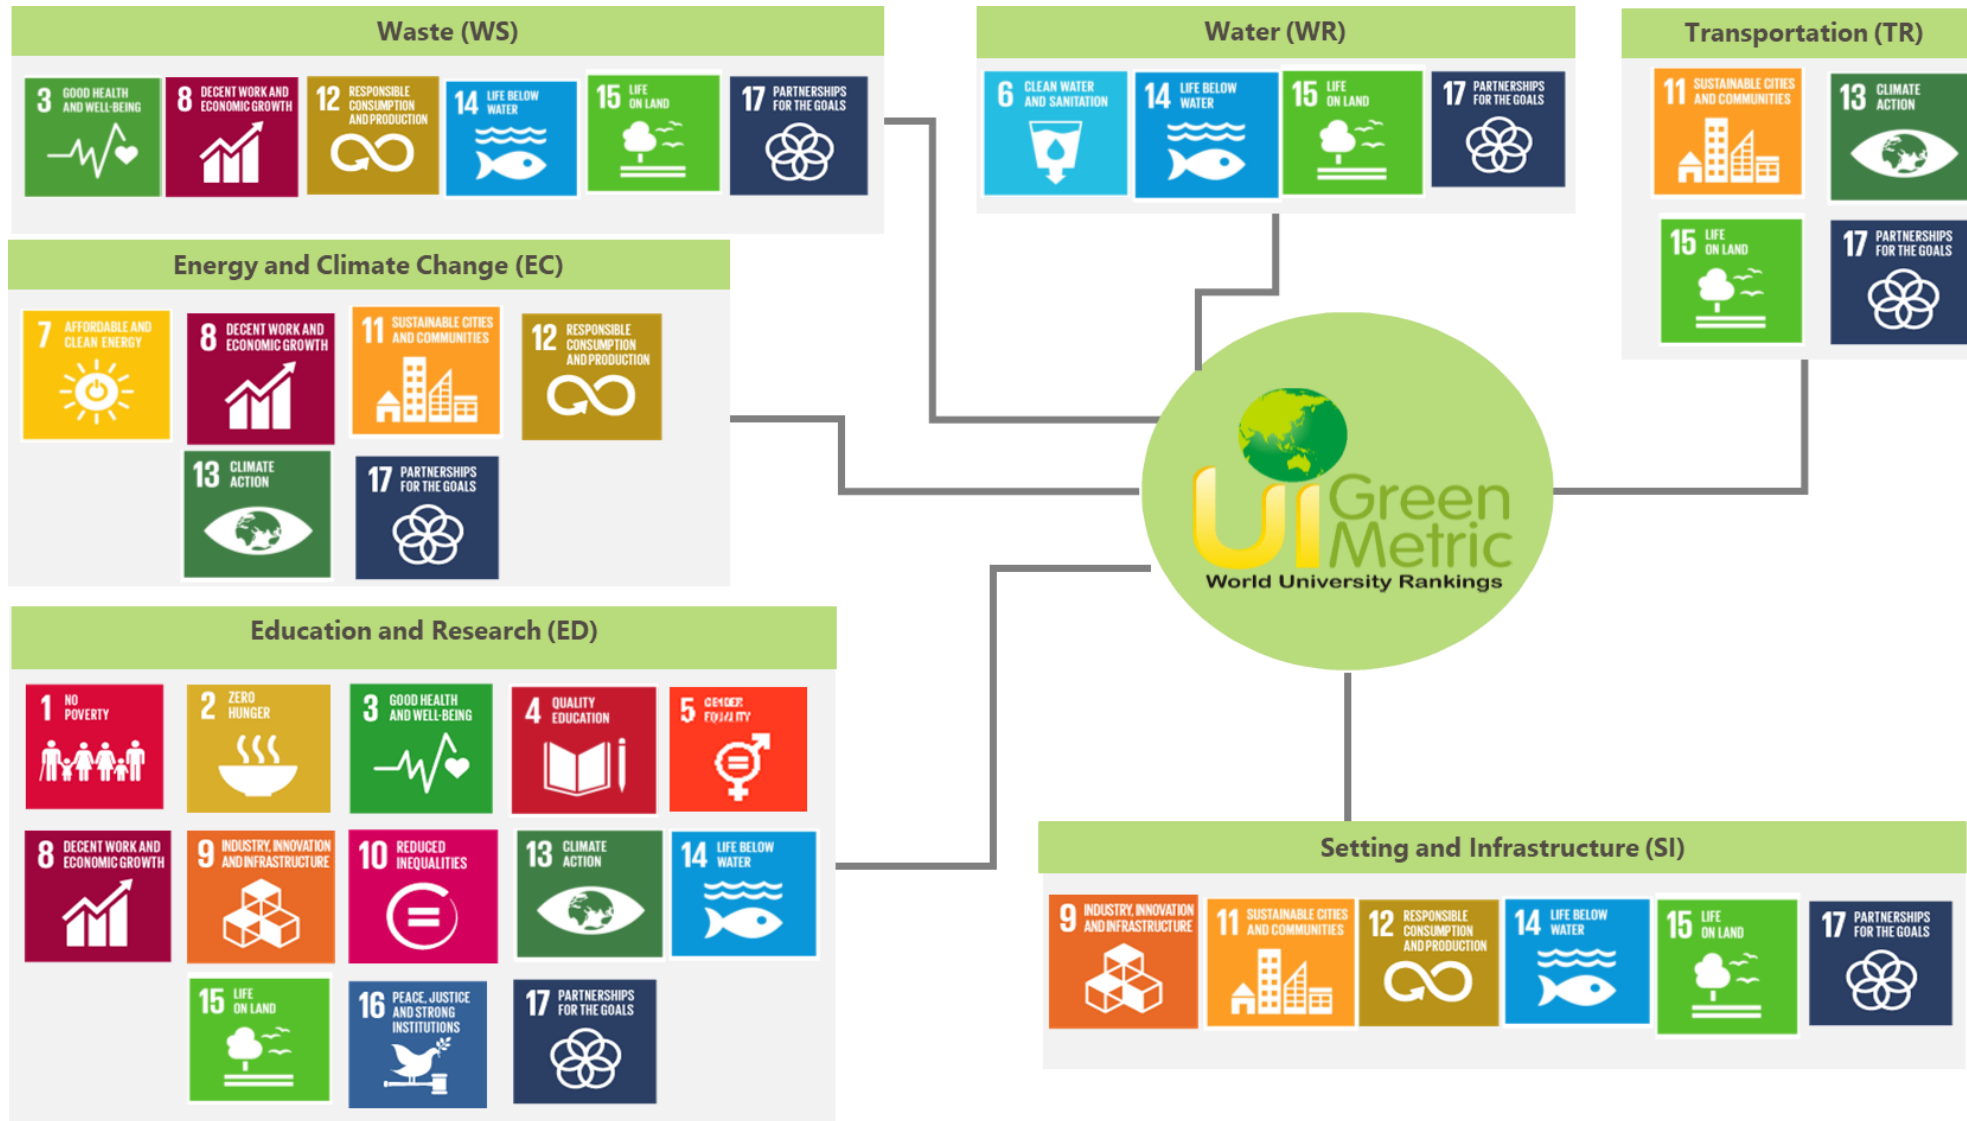 Waste (WS)
3 GOOD HEALTH
AND WELL-BEING
8 DECENT WORK AND
ECONOMIC GROWTH
12 RESPONSIBLE
CONSUMPTION
AND PRODUCTION
14 LIFE BELOW
WATER
15 LIFE
ON LAND
17 PARTNERSHIPS
FOR THE GOALS
Water (WR)
6 CLEAN WATER
AND SANITATION
14 LIFE BELOW
WATER
15 LIFE
ON LAND
17 PARTNERSHIPS
FOR THE GOALS
Transportation (TR)
11 SUSTAINABLE CITIES
AND COMMUNITIES
13 CLIMATE
ACTION
15 LIFE
ON LAND
17 PARTNERSHIPS
FOR THE GOALS
Energy and Climate Change (EC)
7 AFFORDABLE AND
CLEAN ENERGY
8 DECENT WORK AND
ECONOMIC GROWTH
11 SUSTAINABLE CITIES
AND COMMUNITIES
12 RESPONSIBLE
CONSUMPTION
AND PRODUCTION
13 CLIMATE
ACTION
17 PARTNERSHIPS
FOR THE GOALS
UI Green
Metric
World University Rankings
Education and Research (ED)
1 NO
POVERTY
2 ZERO
HUNGER
3 GOOD HEALTH
AND WELL-BEING
4 QUALITY
EDUCATION
5 GENDER
EQUALITY
8 DECENT WORK AND
ECONOMIC GROWTH
9 INDUSTRY, INNOVATION
AND INFRASTRUCTURE
10 REDUCED
INEQUALITIES
13 CLIMATE
ACTION
14 LIFE BELOW
WATER
15 LIFE
ON LAND
16 PEACE, JUSTICE
AND STRONG
INSTITUTIONS
17 PARTNERSHIPS
FOR THE GOALS
Setting and Infrastructure (SI)
9 INDUSTRY, INNOVATION
AND INFRASTRUCTURE
11 SUSTAINABLE CITIES
AND COMMUNITIES
12 RESPONSIBLE
CONSUMPTION
AND PRODUCTION
14 LIFE BELOW
WATER
15 LIFE
ON LAND
17 PARTNERSHIPS
FOR THE GOALS